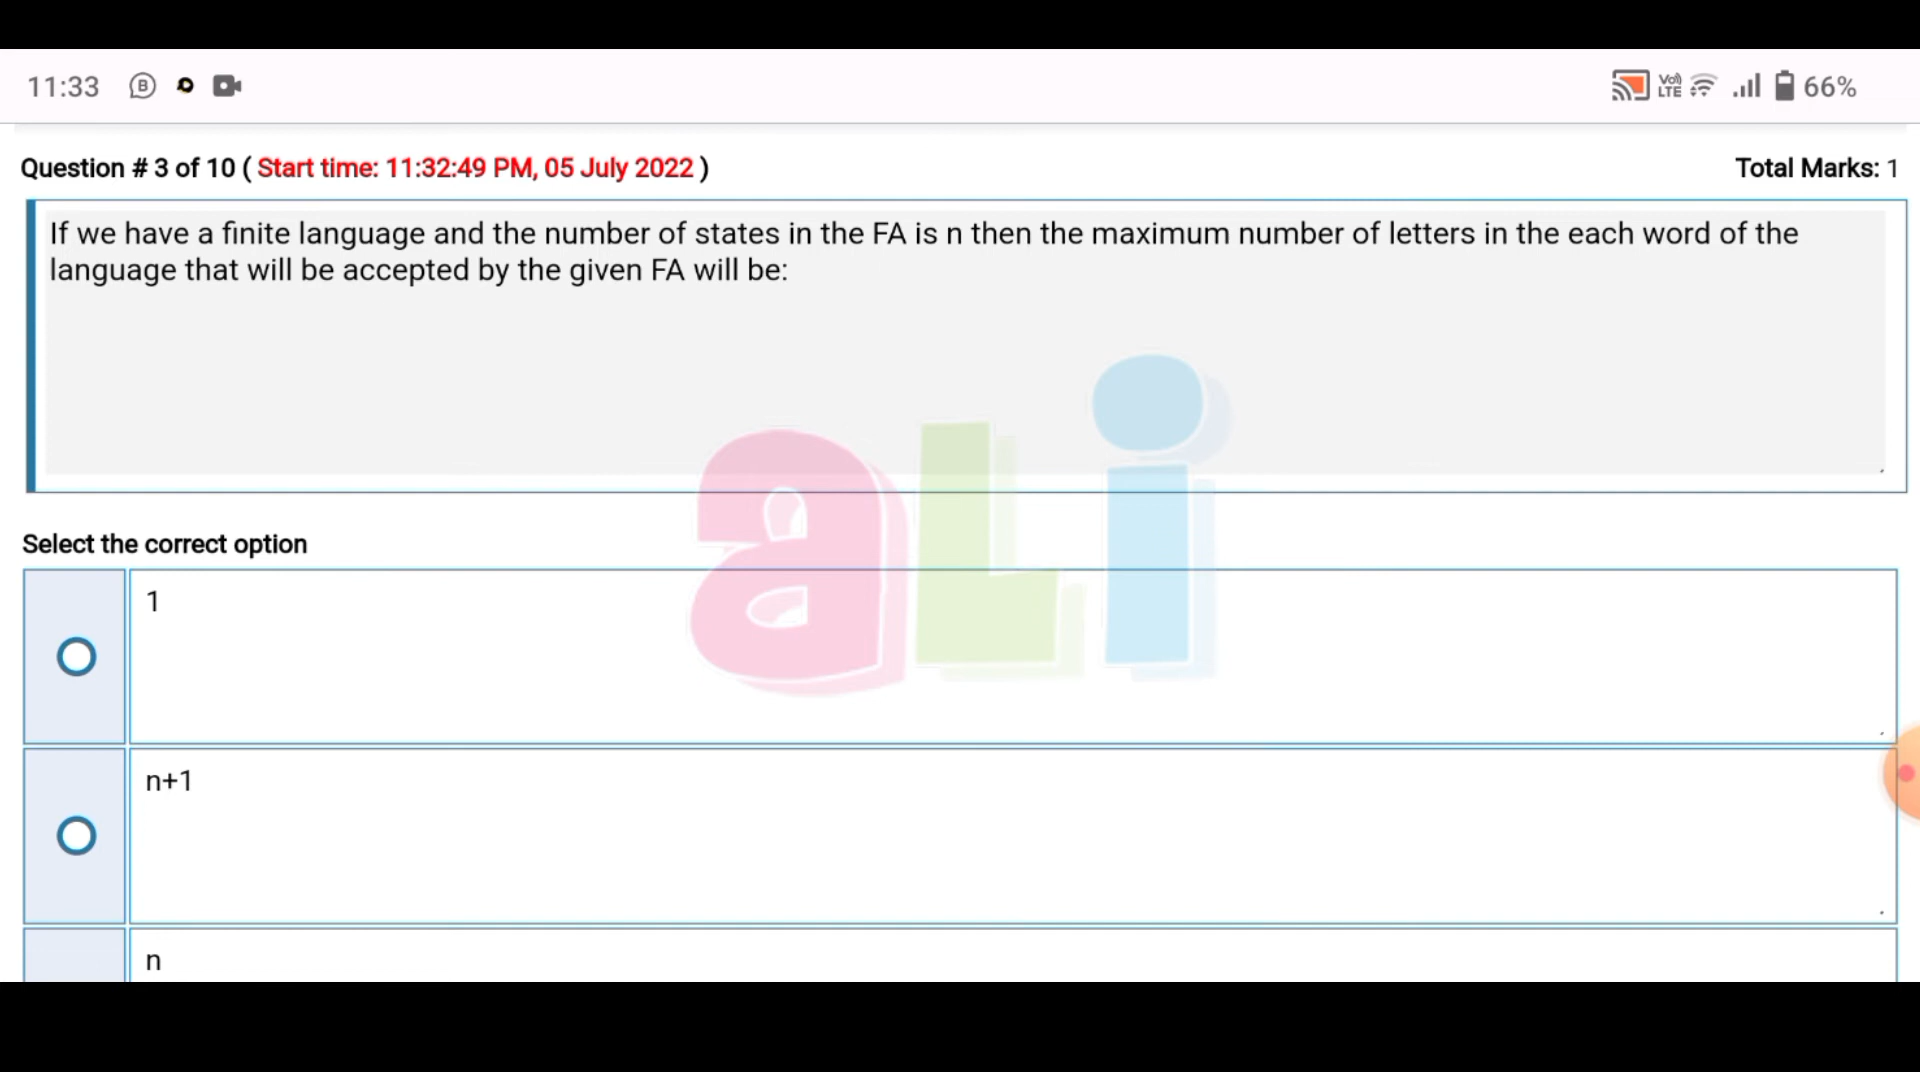 11:33
Vo)) LTE 66%
Question # 3 of 10 ( Start time: 11:32:49 PM, 05 July 2022 )
Total Marks: 1
If we have a finite language and the number of states in the FA is n then the maximum number of letters in the each word of the
language that will be accepted by the given FA will be:
aLi
Select the correct option
1
n+1
n